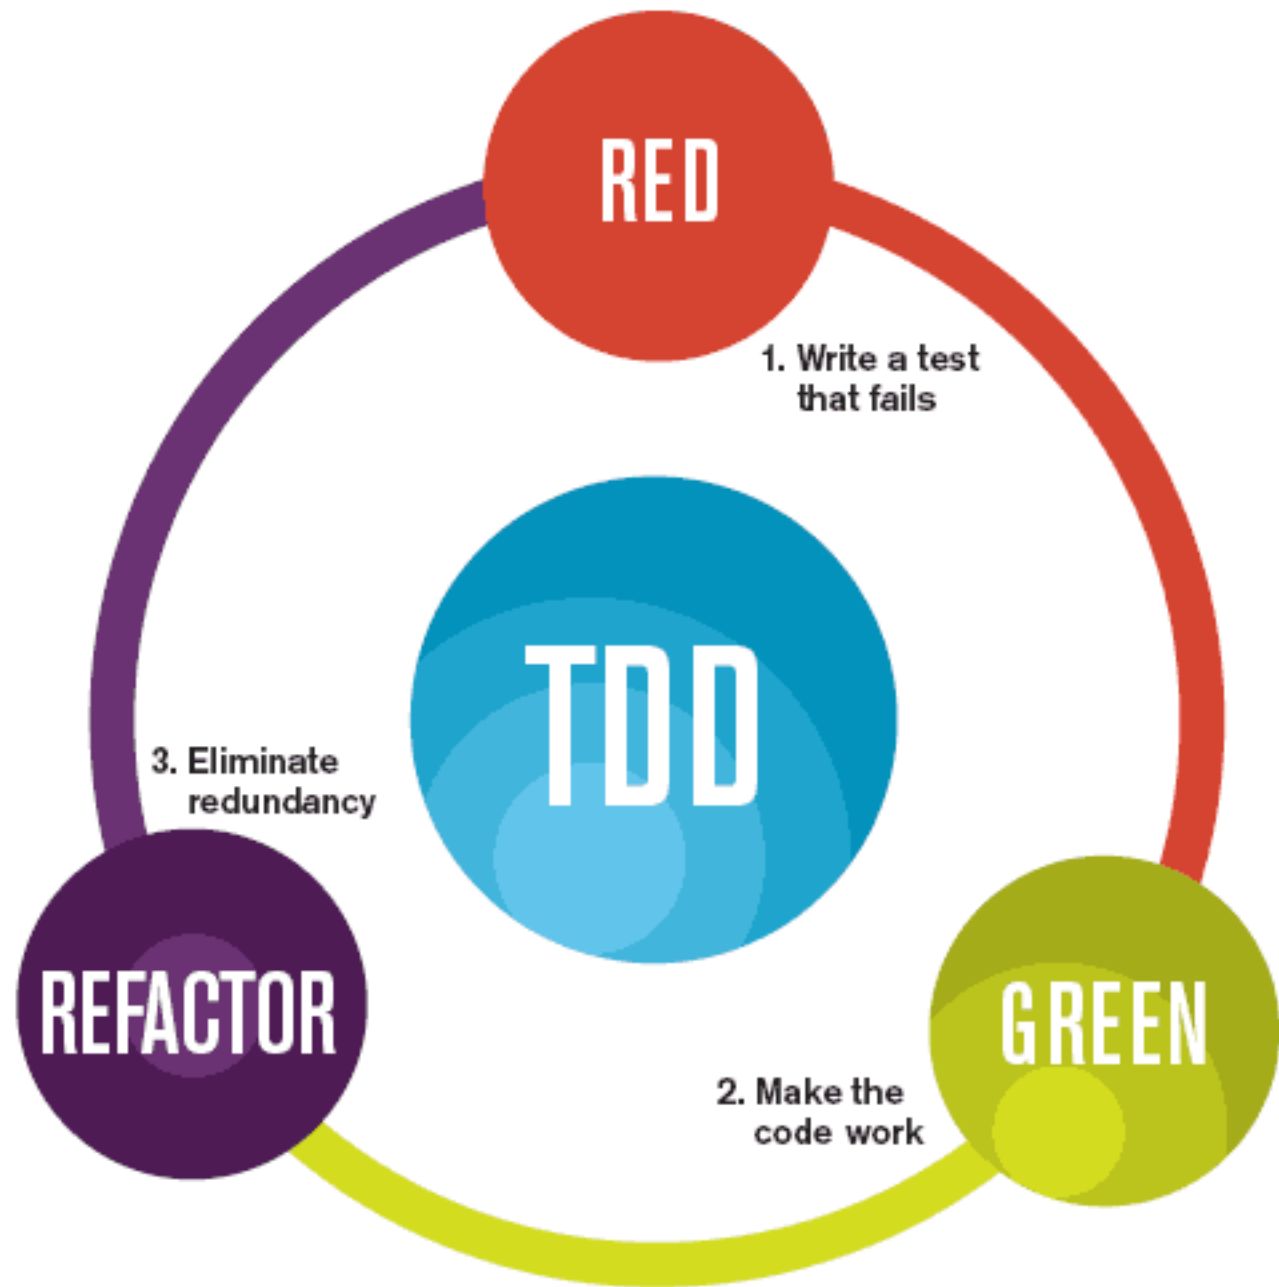 RED
1. Write a test
that fails
TDD
3. Eliminate
redundancy
REFACTOR
GREEN
2. Make the
code work